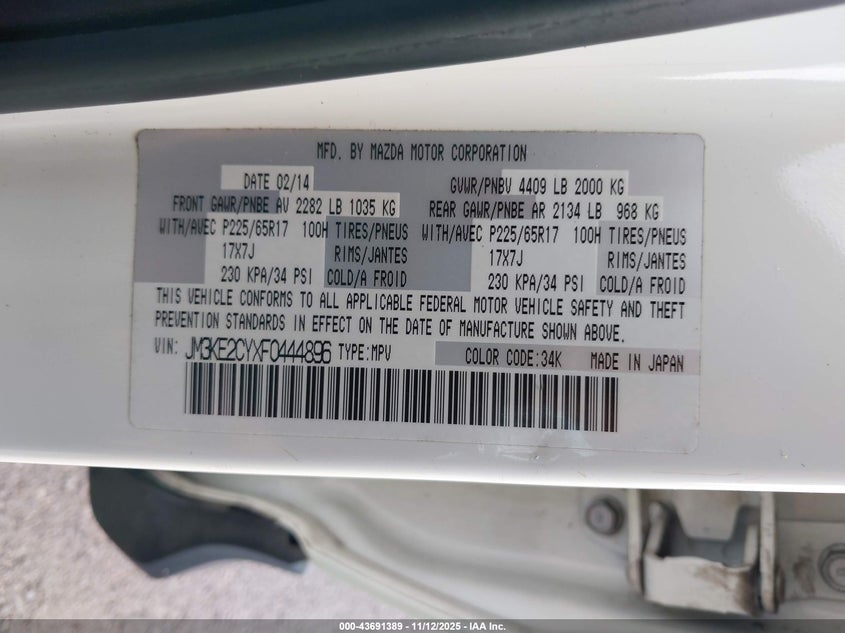 MFD. BY MAZDA MOTOR CORPORATION
DATE 02/14 GVWR/PNBV 4409 LB 2000 KG
FRONT GAWR/PNBE AV 2282 LB 1035 KG REAR GAWR/PNBE AR 2134 LB 968 KG
WITH/AVEC P225/65R17 100H TIRES/PNEUS WITH/AVEC P225/65R17 100H TIRES/PNEUS
17X7J RIMS/JANTES 17X7J RIMS/JANTES
230 KPA/34 PSI COLD/A FROID 230 KPA/34 PSI COLD/A FROID
THIS VEHICLE CONFORMS TO ALL APPLICABLE FEDERAL MOTOR VEHICLE SAFETY AND THEFT
PREVENTION STANDARDS IN EFFECT ON THE DATE OF MANUFACTURE SHOWN ABOVE.
VIN: JM3KE2CYXF0444896 TYPE:MPV COLOR CODE:34K MADE IN JAPAN
000-43691389 - 11/12/2025 - IAA Inc.